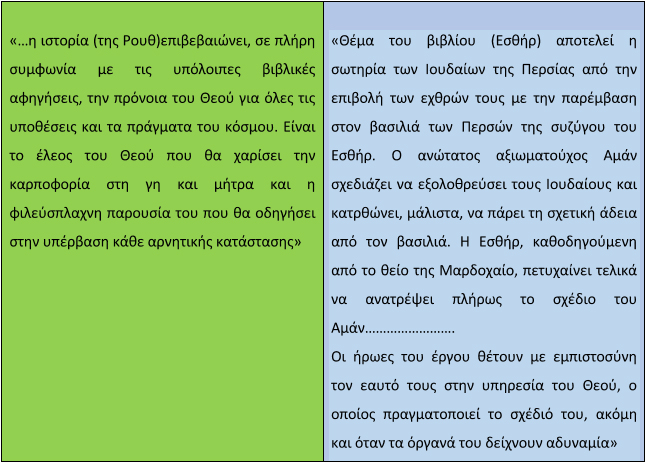 «…η ιστορία (της Ρουθ)επιβεβαιώνει, σε πλήρη
συμφωνία με τις υπόλοιπες βιβλικές
αφηγήσεις, την πρόνοια του Θεού για όλες τις
υποθέσεις και τα πράγματα του κόσμου. Είναι
το έλεος του Θεού που θα χαρίσει την
καρποφορία στη γη και μήτρα και η
φιλεύσπλαχνη παρουσία του που θα οδηγήσει
στην υπέρβαση κάθε αρνητικής κατάστασης»
«Θέμα του βιβλίου (Εσθήρ) αποτελεί η
σωτηρία των Ιουδαίων της Περσίας από την
επιβολή των εχθρών τους με την παρέμβαση
στον βασιλιά των Περσών της συζύγου του
Εσθήρ. Ο ανώτατος αξιωματούχος Αμάν
σχεδιάζει να εξολοθρεύσει τους Ιουδαίους και
κατρθώνει, μάλιστα, να πάρει τη σχετική άδεια
από τον βασιλιά. Η Εσθήρ, καθοδηγούμενη
από το θείο της Μαρδοχαίο, πετυχαίνει τελικά
να ανατρέψει πλήρως το σχέδιο του
Αμάν…………………….
Οι ήρωες του έργου θέτουν με εμπιστοσύνη
τον εαυτό τους στην υπηρεσία του Θεού, ο
οποίος πραγματοποιεί το σχέδιό του, ακόμη
και όταν τα όργανά του δείχνουν αδυναμία»